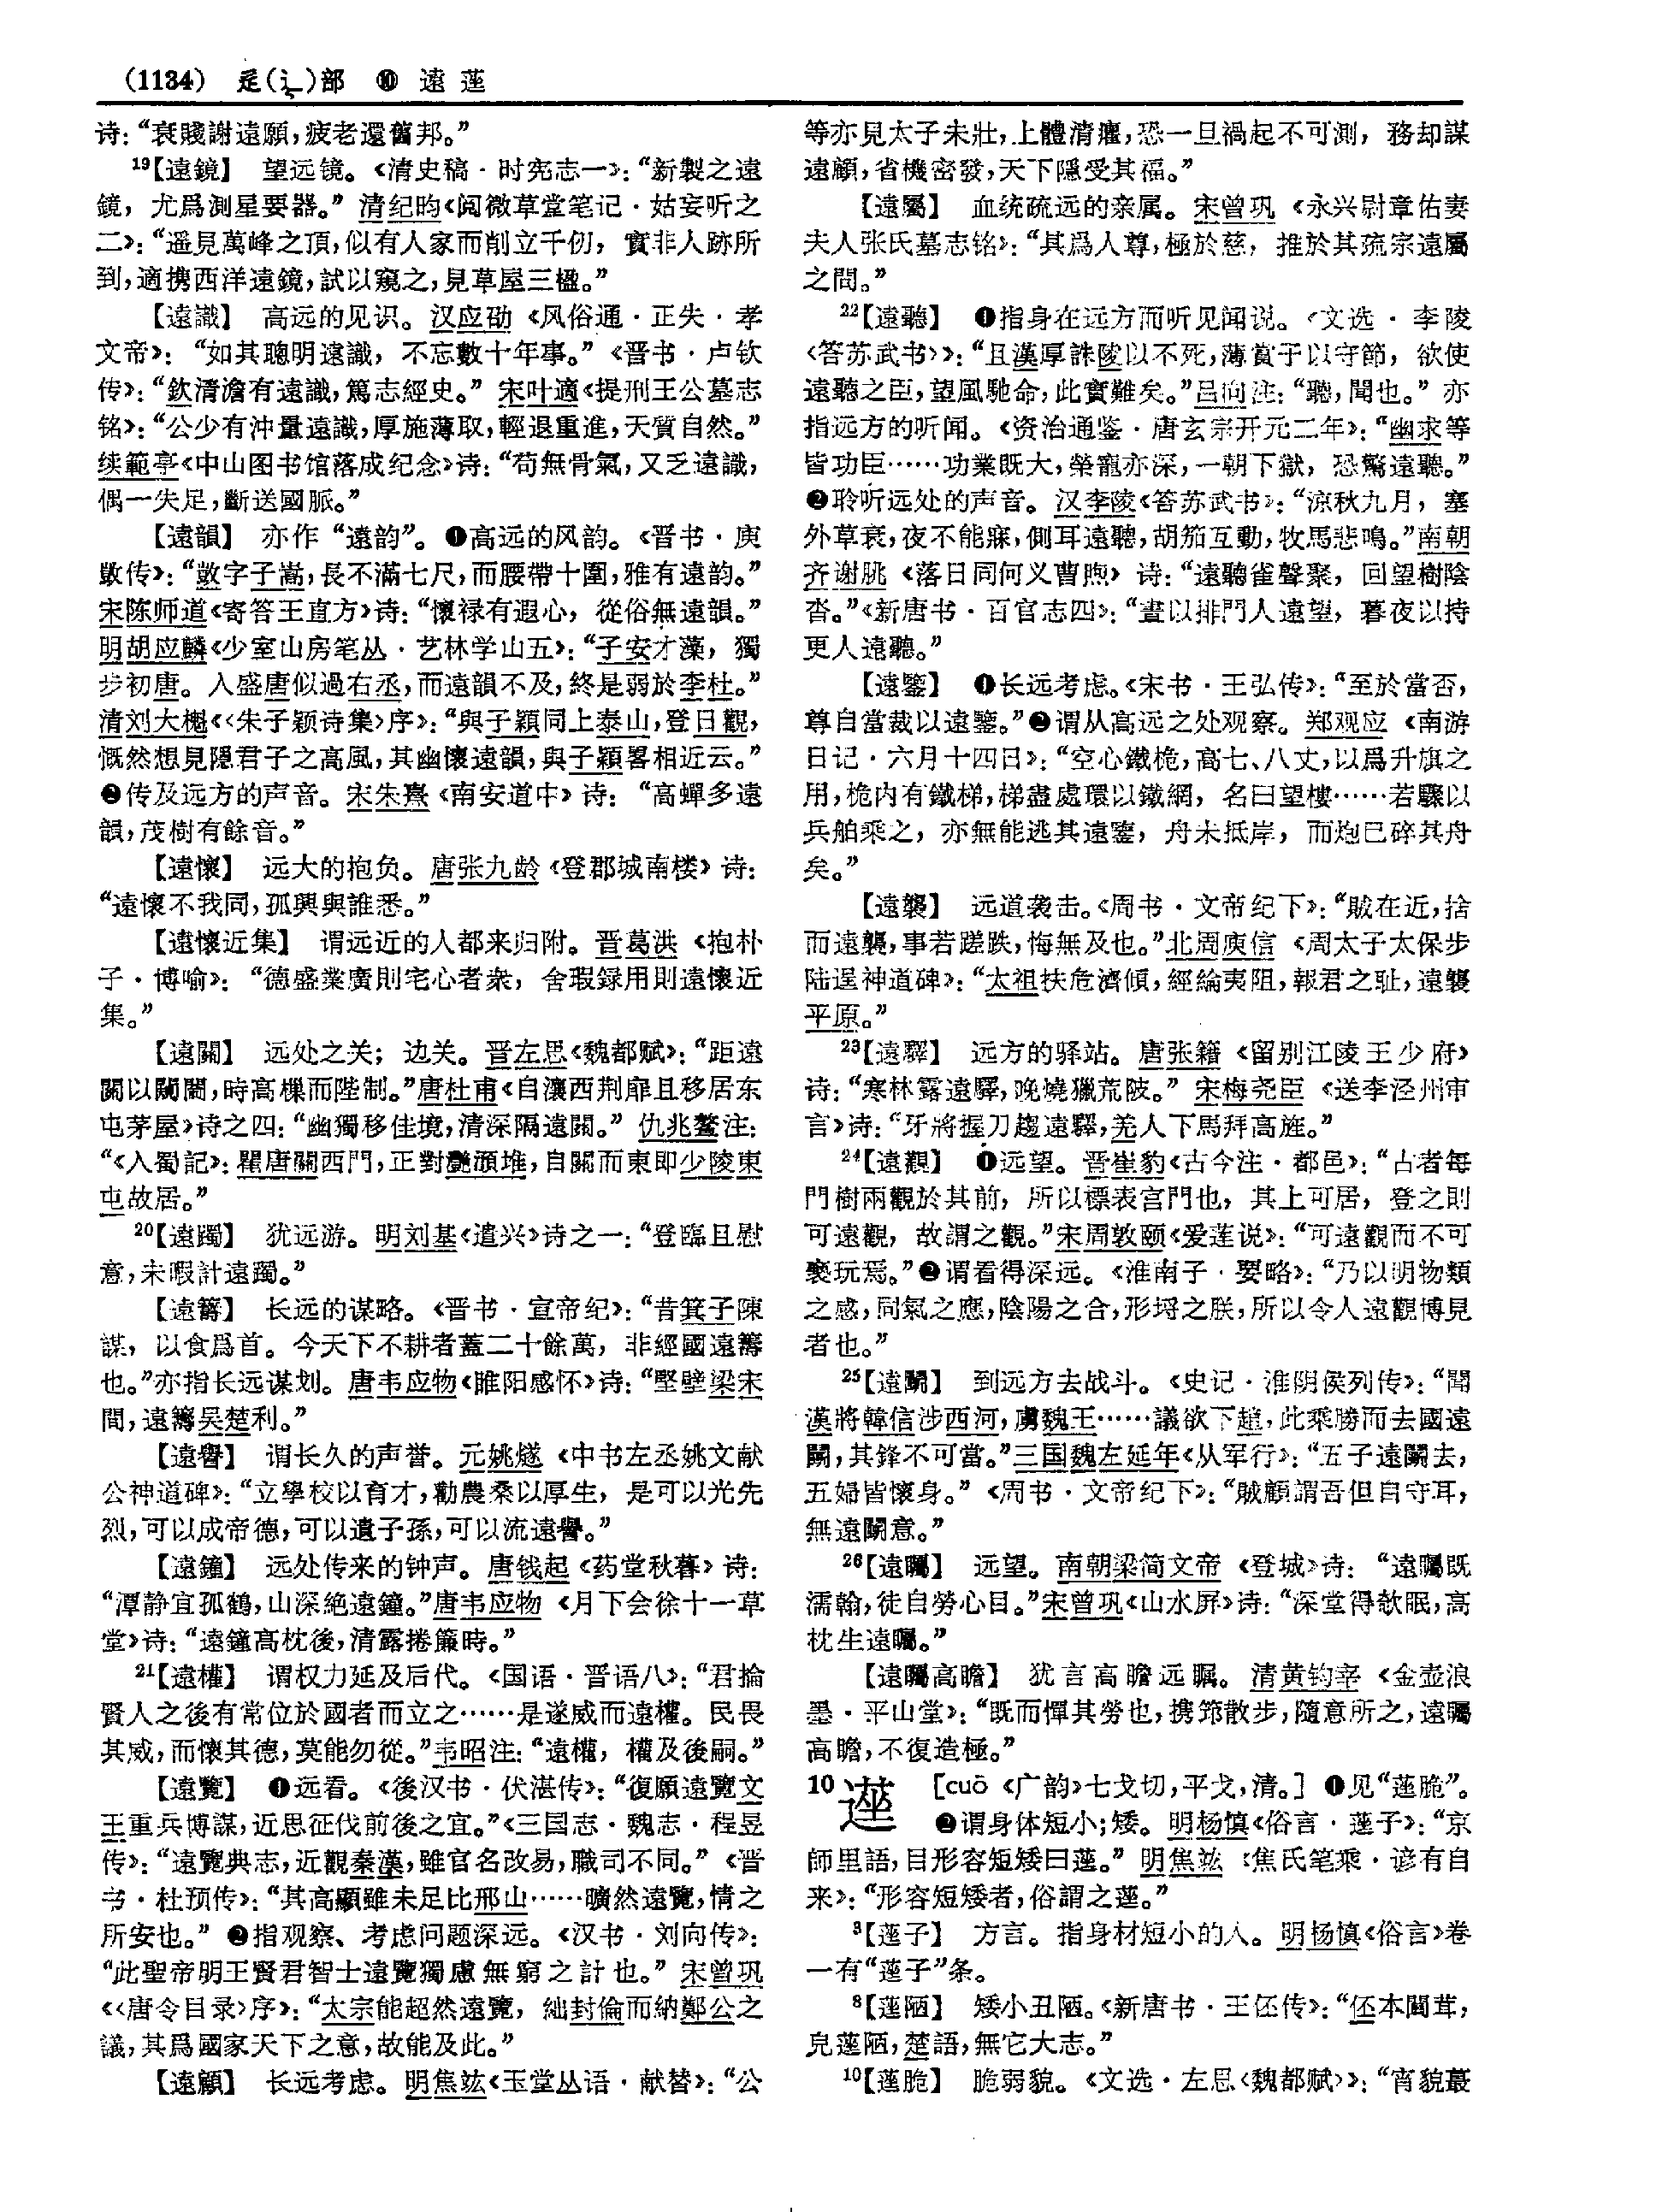 (1134) 辵(辶)部 ⑩ 遠 蓌
诗：“衰賤謝遠願，疲老還舊邦。”
19【遠鏡】 望远镜。《清史稿·时宪志一》：“新製之遠
鏡，尤爲測星要器。”清纪昀《阅微草堂笔记·姑妄听之
二》：“遥見萬峰之頂，似有人家而削立千仞，實非人跡所
到，適携西洋遠鏡，試以窺之，見草屋三楹。”
【遠識】 高远的见识。汉应劭《风俗通·正失·孝
文帝》：“如其聰明遠識，不忘數十年事。”《晋书·卢钦
传》：“欽清澹有遠識，篤志經史。”宋叶適《提刑王公墓志
铭》：“公少有沖量遠識，厚施薄取，輕退重進，天質自然。”
续範亭《中山图书馆落成纪念》诗：“苟無骨氣，又乏遠識，
偶一失足，斷送國脈。”
【遠韻】 亦作“遠韵”。❶高远的风韵。《晋书·庾
敳传》：“敳字子嵩，長不滿七尺，而腰帶十圍，雅有遠韵。”
宋陈师道《寄答王直方》诗：“懷禄有遐心，從俗無遠韻。”
明胡应麟《少室山房笔丛·艺林学山五》：“子安才藻，獨
步初唐。入盛唐似過右丞，而遠韻不及，終是弱於李杜。”
清刘大櫆《〈朱子颖诗集〉序》：“與子穎同上泰山，登日觀，
慨然想見隱君子之高風，其幽懷遠韻，與子穎畧相近云。”
❷传及远方的声音。宋朱熹《南安道中》诗：“高蟬多遠
韻，茂樹有餘音。”
【遠懷】 远大的抱负。唐张九龄《登郡城南楼》诗：
“遠懷不我同，孤興與誰悉。”
【遠懷近集】 谓远近的人都来归附。晋葛洪《抱朴
子·博喻》：“德盛業廣則宅心者衆，舍瑕録用則遠懷近
集。”
【遠關】 远处之关；边关。晋左思《魏都赋》：“距遠
關以闚闟，時高樔而陛制。”唐杜甫《自瀼西荆扉且移居东
屯茅屋》诗之四：“幽獨移佳境，清深隔遠關。”仇兆鳌注：
“《入蜀記》：瞿唐關西門，正對灔澦堆，自關而東即少陵東
屯故居。”
20【遠躅】 犹远游。明刘基《遣兴》诗之一：“登臨且慰
意，未暇計遠躅。”
【遠籌】 长远的谋略。《晋书·宣帝纪》：“昔箕子陳
謀，以食爲首。今天下不耕者蓋二十餘萬，非經國遠籌
也。”亦指长远谋划。唐韦应物《睢阳感怀》诗：“堅壁梁宋
間，遠籌吴楚利。”
【遠譽】 谓长久的声誉。元姚燧《中书左丞姚文献
公神道碑》：“立學校以育才，勸農桑以厚生，是可以光先
烈，可以成帝德，可以遺子孫，可以流遠譽。”
【遠鐘】 远处传来的钟声。唐钱起《药堂秋暮》诗：
“潭静宜孤鶴，山深絶遠鐘。”唐韦应物《月下会徐十一草
堂》诗：“遠鐘高枕後，清露捲簾時。”
21【遠權】 谓权力延及后代。《国语·晋语八》：“君掄
賢人之後有常位於國者而立之……是遂威而遠權。民畏
其威，而懷其德，莫能勿從。”韦昭注：“遠權，權及後嗣。”
【遠覽】 ❶远看。《後汉书·伏湛传》：“復願遠覽文
王重兵博謀，近思征伐前後之宜。”《三国志·魏志·程昱
传》：“遠覽典志，近觀秦漢，雖官名改易，職司不同。”《晋
书·杜预传》：“其高顯雖未足比邢山……曠然遠覽，情之
所安也。”❷指观察、考虑问题深远。《汉书·刘向传》：
“此聖帝明王賢君智士遠覽獨慮無窮之計也。”宋曾巩
《〈唐令目录〉序》：“太宗能超然遠覽，絀封倫而納鄭公之
議，其爲國家天下之意，故能及此。”
【遠顧】 长远考虑。明焦竑《玉堂丛语·献替》：“公
等亦見太子未壯，上體清癯，恐一旦禍起不可測，務却謀
遠顧，省機密發，天下隱受其福。”
【遠屬】 血统疏远的亲属。宋曾巩《永兴尉章佑妻
夫人张氏墓志铭》：“其爲人尊，極於慈，推於其疏宗遠屬
之間。”
22【遠聽】 ❶指身在远方而听见闻说。《文选·李陵
〈答苏武书〉》：“且漢厚誅陵以不死，薄賞子以守節，欲使
遠聽之臣，望風馳命，此實難矣。”吕向注：“聽，聞也。”亦
指远方的听闻。《资治通鉴·唐玄宗开元二年》：“幽求等
皆功臣……功業既大，榮寵亦深，一朝下獄，恐驚遠聽。”
❷聆听远处的声音。汉李陵《答苏武书》：“涼秋九月，塞
外草衰，夜不能寐，側耳遠聽，胡笳互動，牧馬悲鳴。”南朝
齐谢朓《落日同何义曹煦》诗：“遠聽雀聲聚，回望樹陰
沓。”《新唐书·百官志四》：“晝以排門人遠望，暮夜以持
更人遠聽。”
【遠鑒】 ❶长远考虑。《宋书·王弘传》：“至於當否，
尊自當裁以遠鑒。”❷谓从高远之处观察。郑观应《南游
日记·六月十四日》：“空心鐵桅，高七、八丈，以爲升旗之
用，桅内有鐵梯，梯盡處環以鐵網，名曰望樓……若驟以
兵舶乘之，亦無能逃其遠鑒，舟未抵岸，而炮已碎其舟
矣。”
【遠襲】 远道袭击。《周书·文帝纪下》：“賊在近，捨
而遠襲，事若蹉跌，悔無及也。”北周庾信《周太子太保步
陆逞神道碑》：“太祖扶危濟傾，經綸夷阻，報君之耻，遠襲
平原。”
23【遠驛】 远方的驿站。唐张籍《留别江陵王少府》
诗：“寒林露遠驛，晚燒獵荒陂。”宋梅尧臣《送李泾州审
言》诗：“牙將握刀趨遠驛，羌人下馬拜高旌。”
24【遠觀】 ❶远望。晋崔豹《古今注·都邑》：“古者每
門樹兩觀於其前，所以標表宫門也，其上可居，登之則
可遠觀，故謂之觀。”宋周敦颐《爱莲说》：“可遠觀而不可
褻玩焉。”❷谓看得深远。《淮南子·要略》：“乃以明物類
之感，同氣之應，陰陽之合，形埒之朕，所以令人遠觀博見
者也。”
25【遠鬭】 到远方去战斗。《史记·淮阴侯列传》：“聞
漢將韓信涉西河，虜魏王……議欲下趙，此乘勝而去國遠
鬭，其鋒不可當。”三国魏左延年《从军行》：“五子遠鬭去，
五婦皆懷身。”《周书·文帝纪下》：“賊顧謂吾但自守耳，
無遠鬭意。”
26【遠矚】 远望。南朝梁简文帝《登城》诗：“遠矚既
濡翰，徒自勞心目。”宋曾巩《山水屏》诗：“深堂得欹眠，高
枕生遠矚。”
【遠矚高瞻】 犹言高瞻远瞩。清黄钧宰《金壶浪
墨·平山堂》：“既而憚其勞也，携筇散步，隨意所之，遠矚
高瞻，不復造極。”
10 蓌 ［cuō《广韵》七戈切，平戈，清。］❶见“蓌脆”。
❷谓身体短小；矮。明杨慎《俗言·蓌子》：“京
師里語，目形容短矮曰蓌。”明焦竑《焦氏笔乘·谚有自
来》：“形容短矮者，俗謂之蓌。”
3【蓌子】 方言。指身材短小的人。明杨慎《俗言》卷
一有“蓌子”条。
8【蓌陋】 矮小丑陋。《新唐书·王伾传》：“伾本闒茸，
皃蓌陋，楚語，無它大志。”
10【蓌脆】 脆弱貌。《文选·左思〈魏都赋〉》：“宵貌蕞